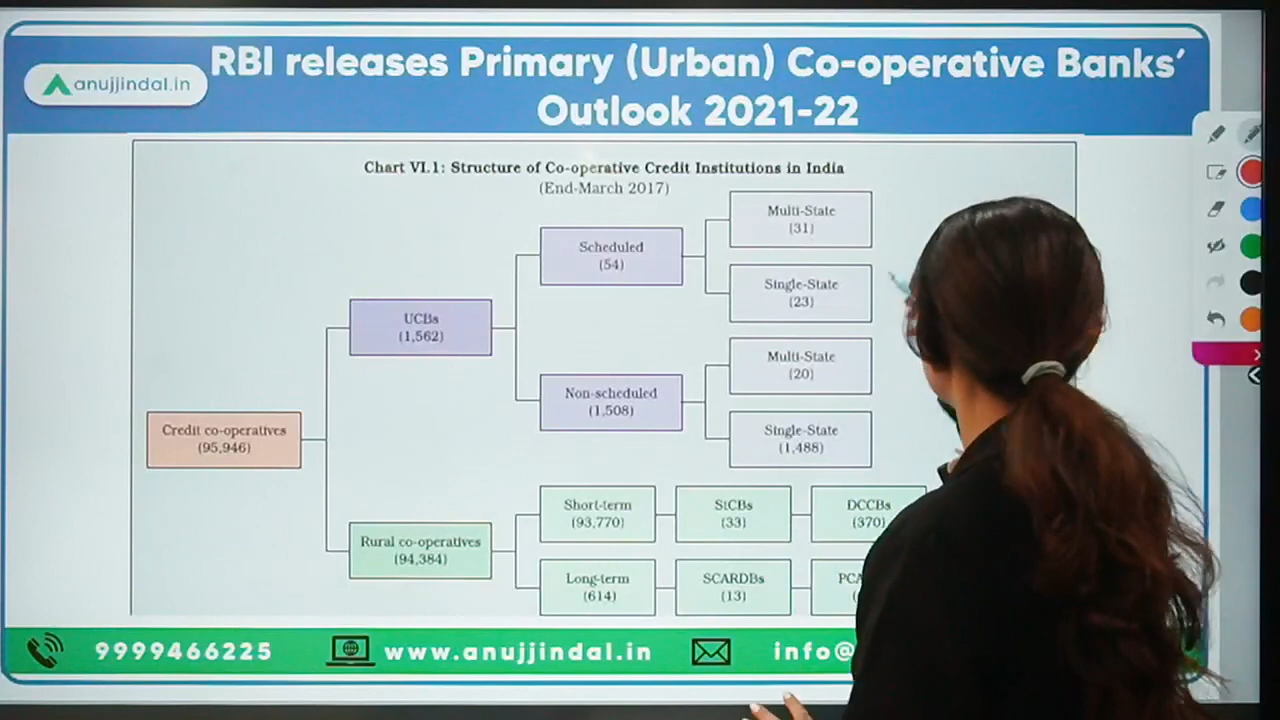 anujjindal.in
RBI releases Primary (Urban) Co-operative Banks'
Outlook 2021-22
Chart VI.1: Structure of Co-operative Credit Institutions in India
(End-March 2017)
Multi-State
(31)
Scheduled
(54)
Single-State
(23)
UCBs
(1,562)
Multi-State
(20)
Non-scheduled
(1,508)
Single-State
(1,488)
Credit co-operatives
(95,946)
Short-term
(93,770)
StCBs
(33)
DCCBs
(370)
Rural co-operatives
(94,384)
Long-term
(614)
SCARDBs
(13)
9999466225
www.anujjindal.in
info@